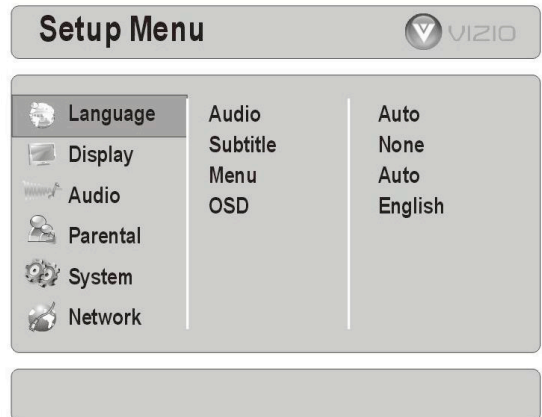 Setup Menu
VIZIO
Language Audio Auto
Display Subtitle None
Audio Menu Auto
Parental OSD English
System
Network